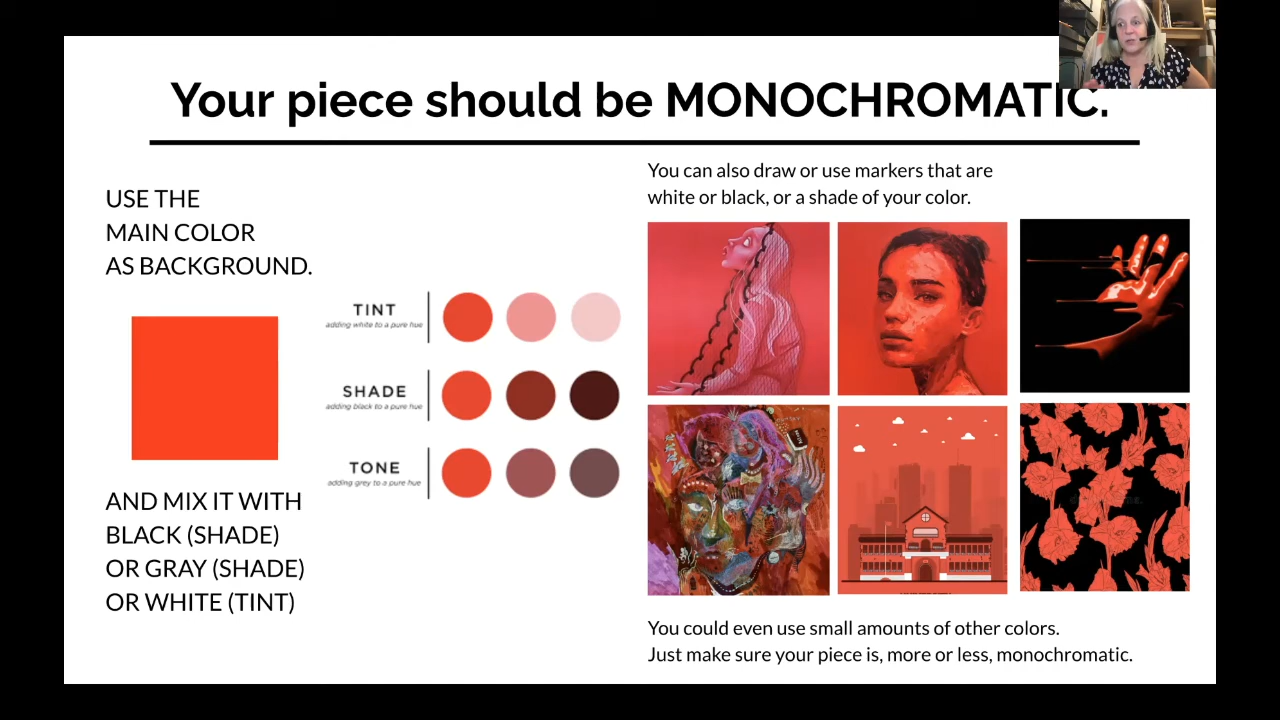 Your piece should be MONOCHROMATIC.
USE THE
MAIN COLOR
AS BACKGROUND.
TINT
adding white to a pure hue
SHADE
adding black to a pure hue
TONE
adding grey to a pure hue
AND MIX IT WITH
BLACK (SHADE)
OR GRAY (SHADE)
OR WHITE (TINT)
You can also draw or use markers that are
white or black, or a shade of your color.
You could even use small amounts of other colors.
Just make sure your piece is, more or less, monochromatic.